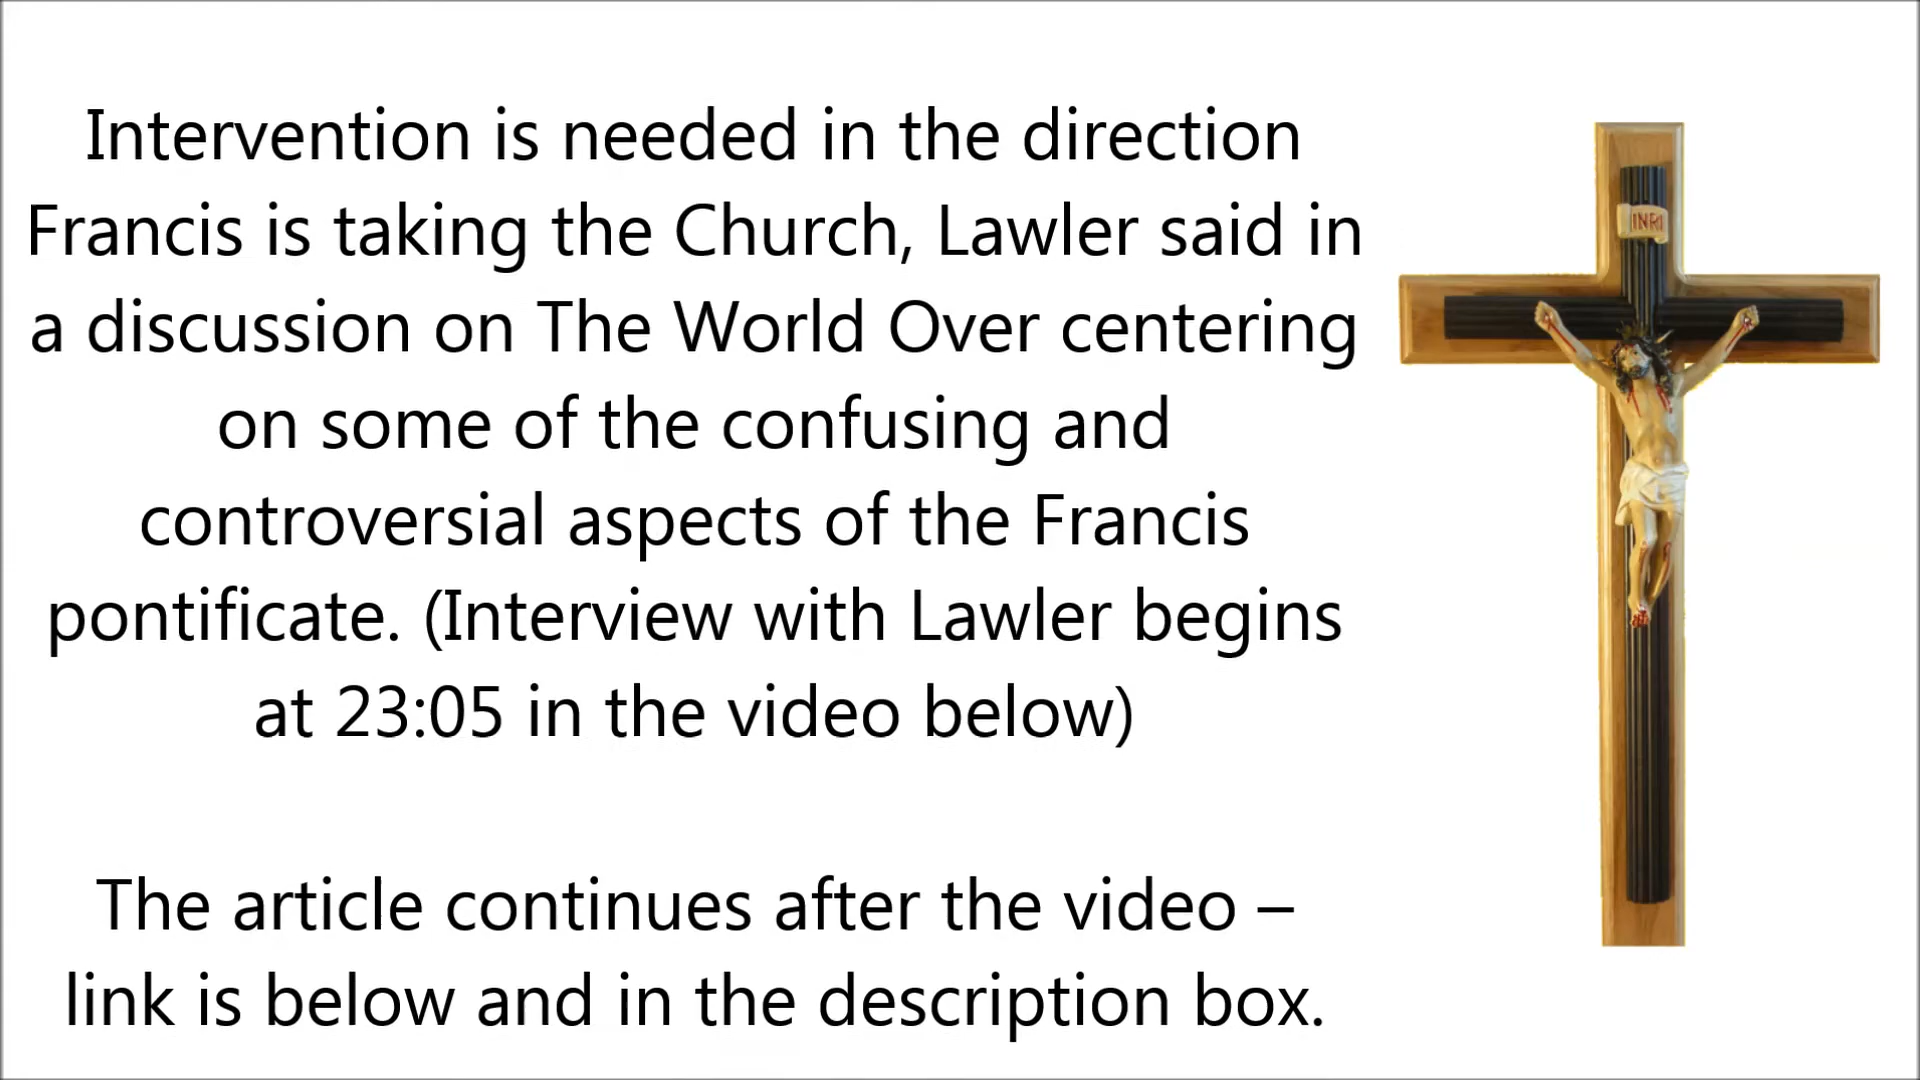 Intervention is needed in the direction
Francis is taking the Church, Lawler said in
a discussion on The World Over centering
on some of the confusing and
controversial aspects of the Francis
pontificate. (Interview with Lawler begins
at 23:05 in the video below)
The article continues after the video –
link is below and in the description box.
INRI